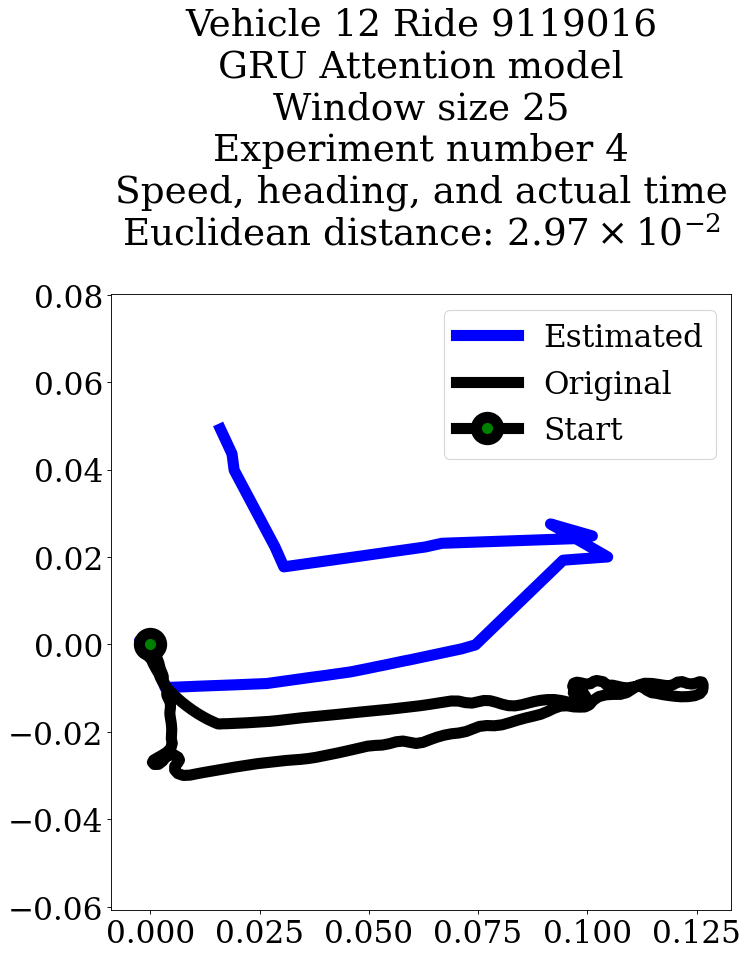 Vehicle 12 Ride 9119016
GRU Attention model
Window size 25
Experiment number 4
Speed, heading, and actual time
Euclidean distance: 2.97 × 10⁻²
0.08
0.06
0.04
0.02
0.00
−0.02
−0.04
−0.06
Estimated
Original
Start
0.000 0.025 0.050 0.075 0.100 0.125